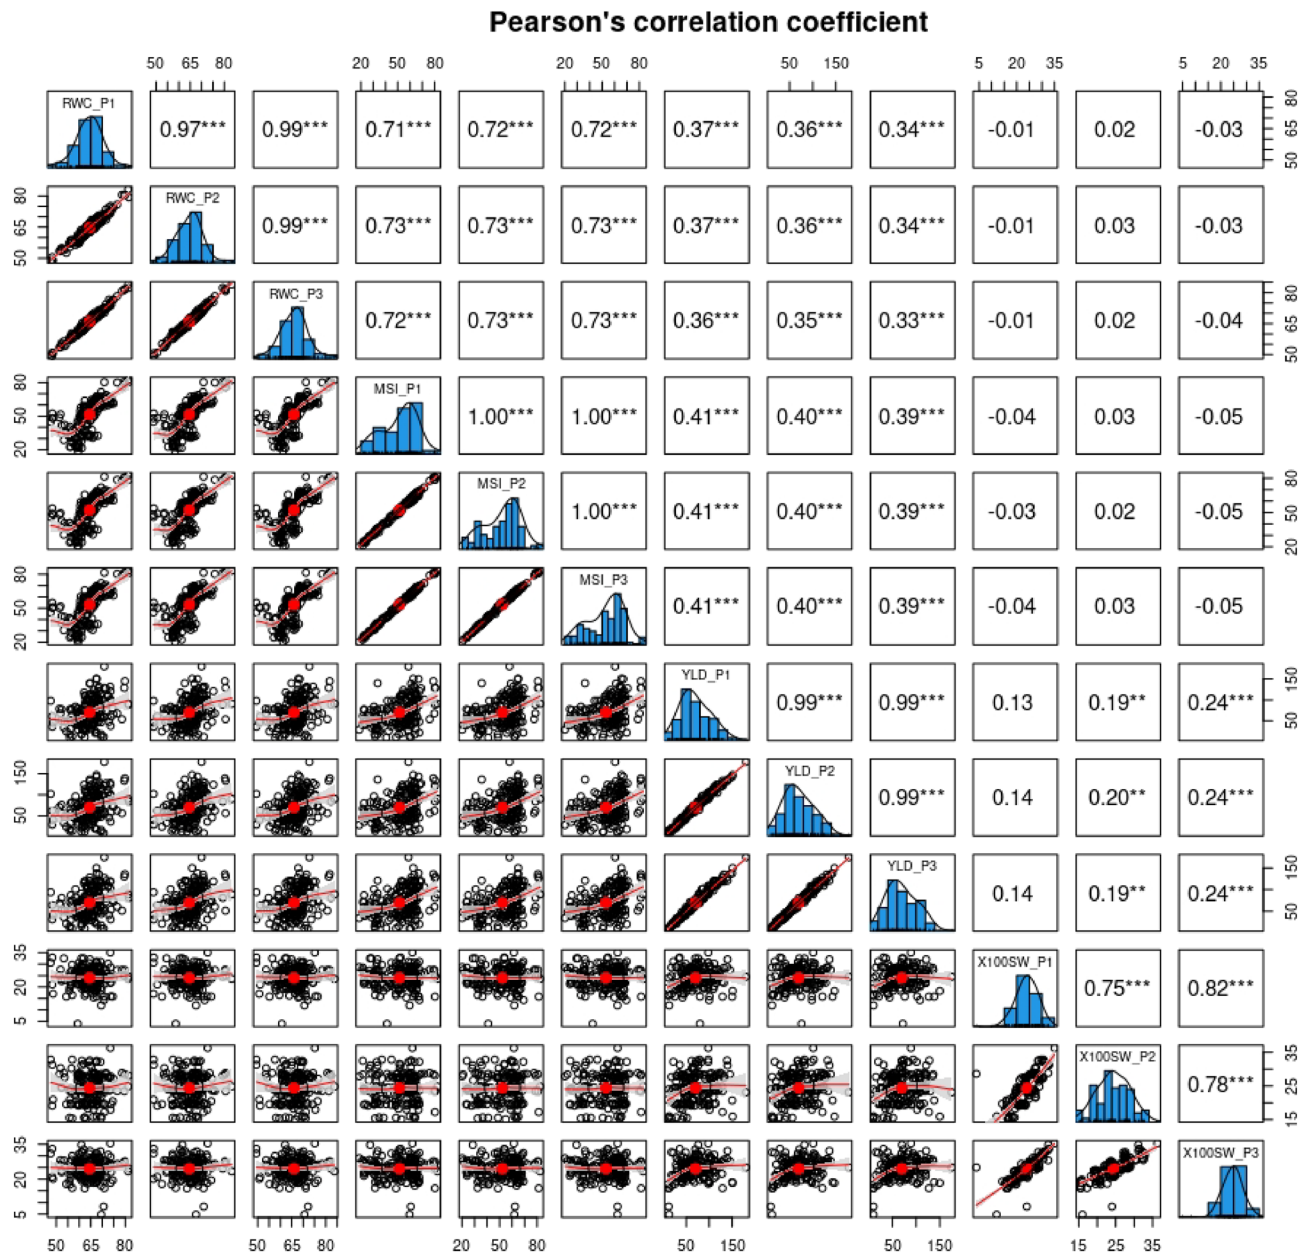 Pearson's correlation coefficient
50 65 80 20 40 60 80 20 40 60 80 50 150 5 20 35 5 20 35
RWC_P1 0.97*** 0.99*** 0.71*** 0.72*** 0.72*** 0.37*** 0.36*** 0.34*** -0.01 0.02 -0.03 50 65 80
50 65 80 RWC_P2 0.99*** 0.73*** 0.73*** 0.73*** 0.37*** 0.36*** 0.34*** -0.01 0.03 -0.03
RWC_P3 0.72*** 0.73*** 0.73*** 0.36*** 0.35*** 0.33*** -0.01 0.02 -0.04 50 65 80
20 50 80 MSI_P1 1.00*** 1.00*** 0.41*** 0.40*** 0.39*** -0.04 0.03 -0.05
MSI_P2 1.00*** 0.41*** 0.40*** 0.39*** -0.03 0.02 -0.05 20 50 80
20 50 80 MSI_P3 0.41*** 0.40*** 0.39*** -0.04 0.03 -0.05
YLD_P1 0.99*** 0.99*** 0.13 0.19** 0.24*** 50 150
50 150 YLD_P2 0.99*** 0.14 0.20** 0.24***
YLD_P3 0.14 0.19** 0.24*** 50 150
5 20 35 X100SW_P1 0.75*** 0.82***
X100SW_P2 0.78*** 15 25 35
5 20 35 X100SW_P3
50 65 80 50 65 80 20 40 60 80 50 150 50 150 15 25 35